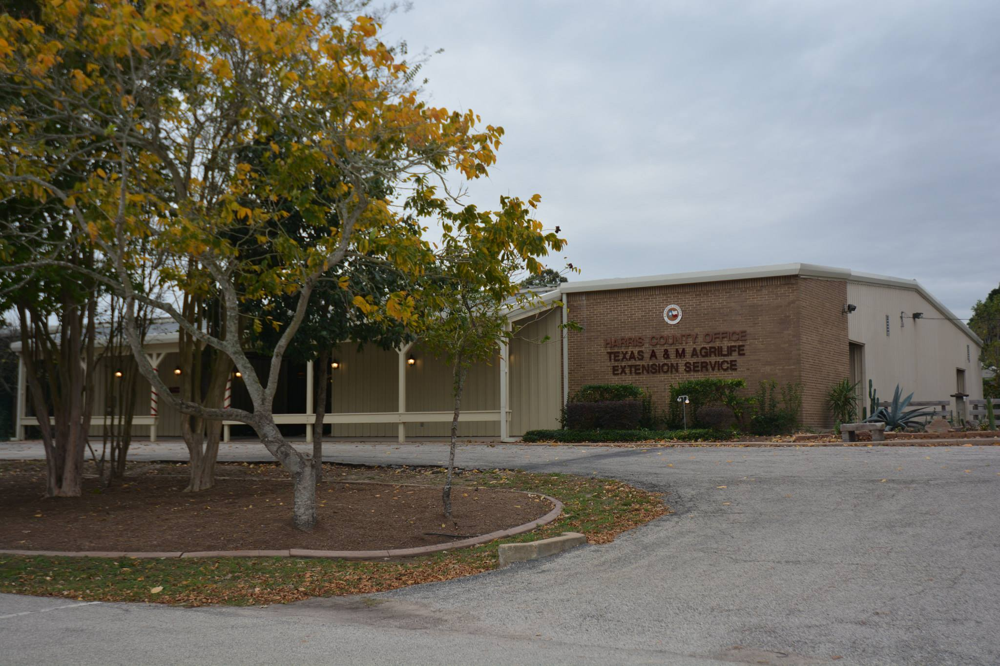 HARRIS COUNTY OFFICE
TEXAS A & M AGRILIFE
EXTENSION SERVICE